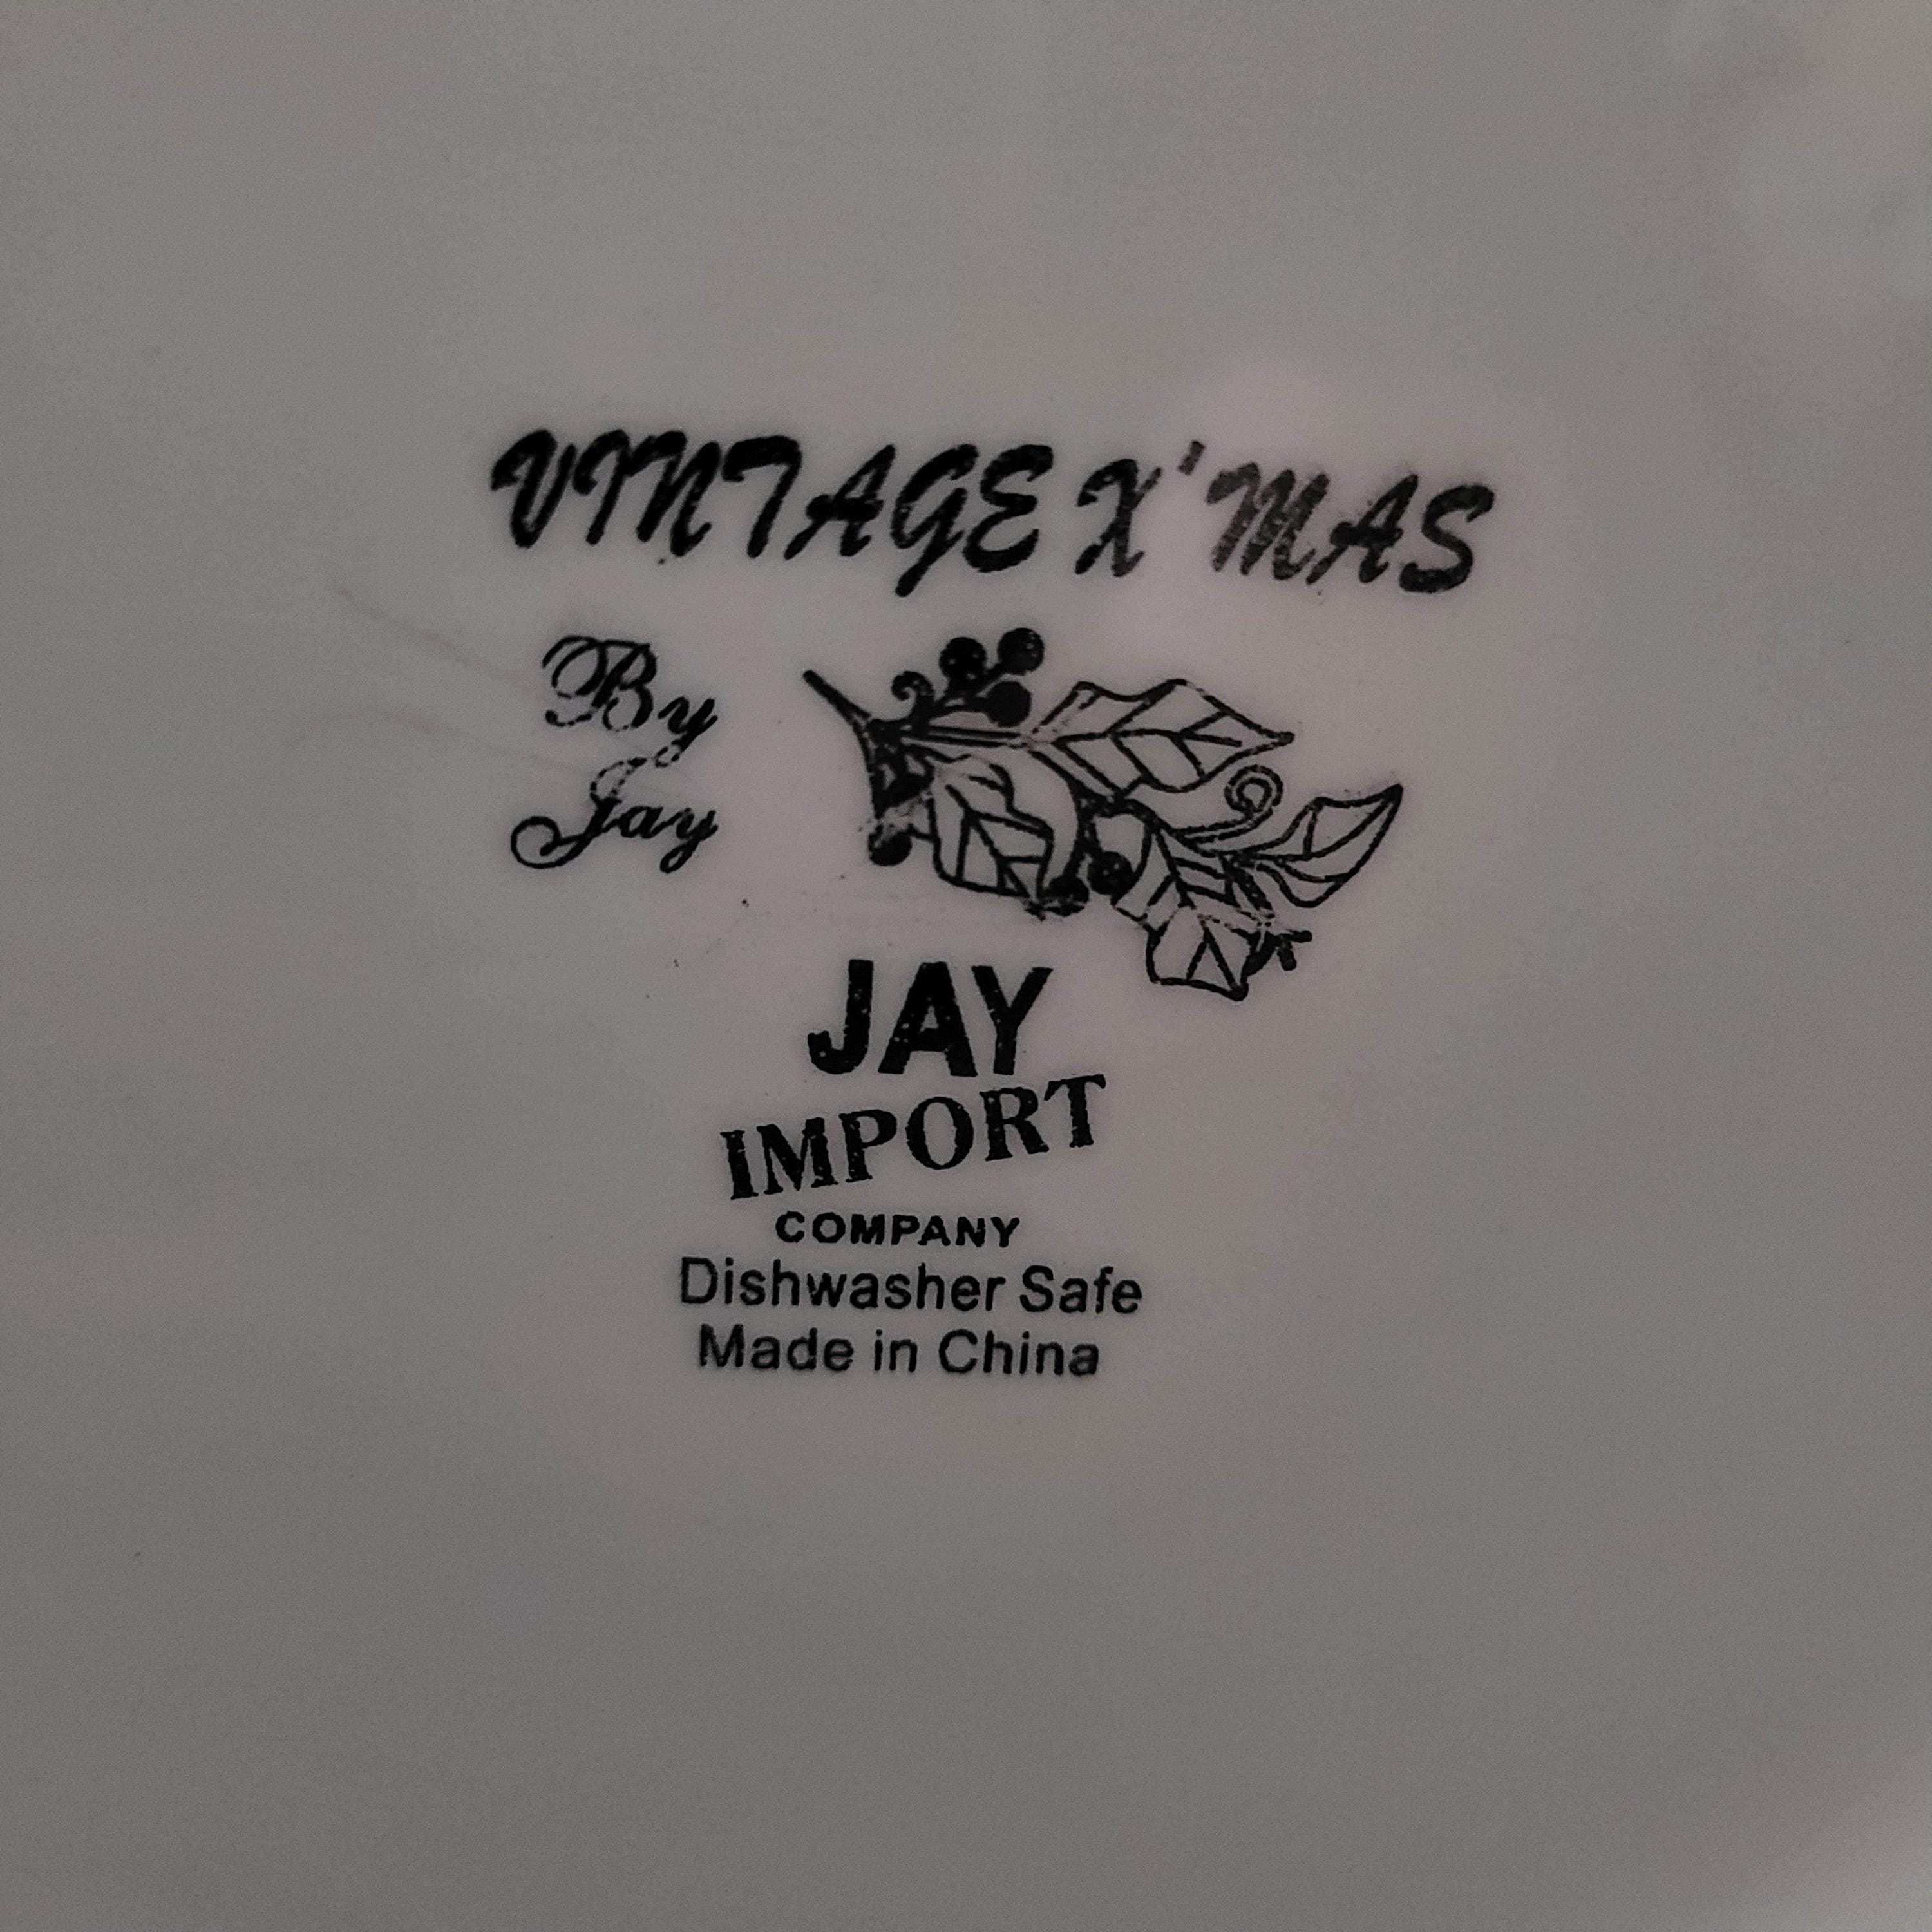 VINTAGE X'MAS
By
Jay
JAY
IMPORT
COMPANY
Dishwasher Safe
Made in China